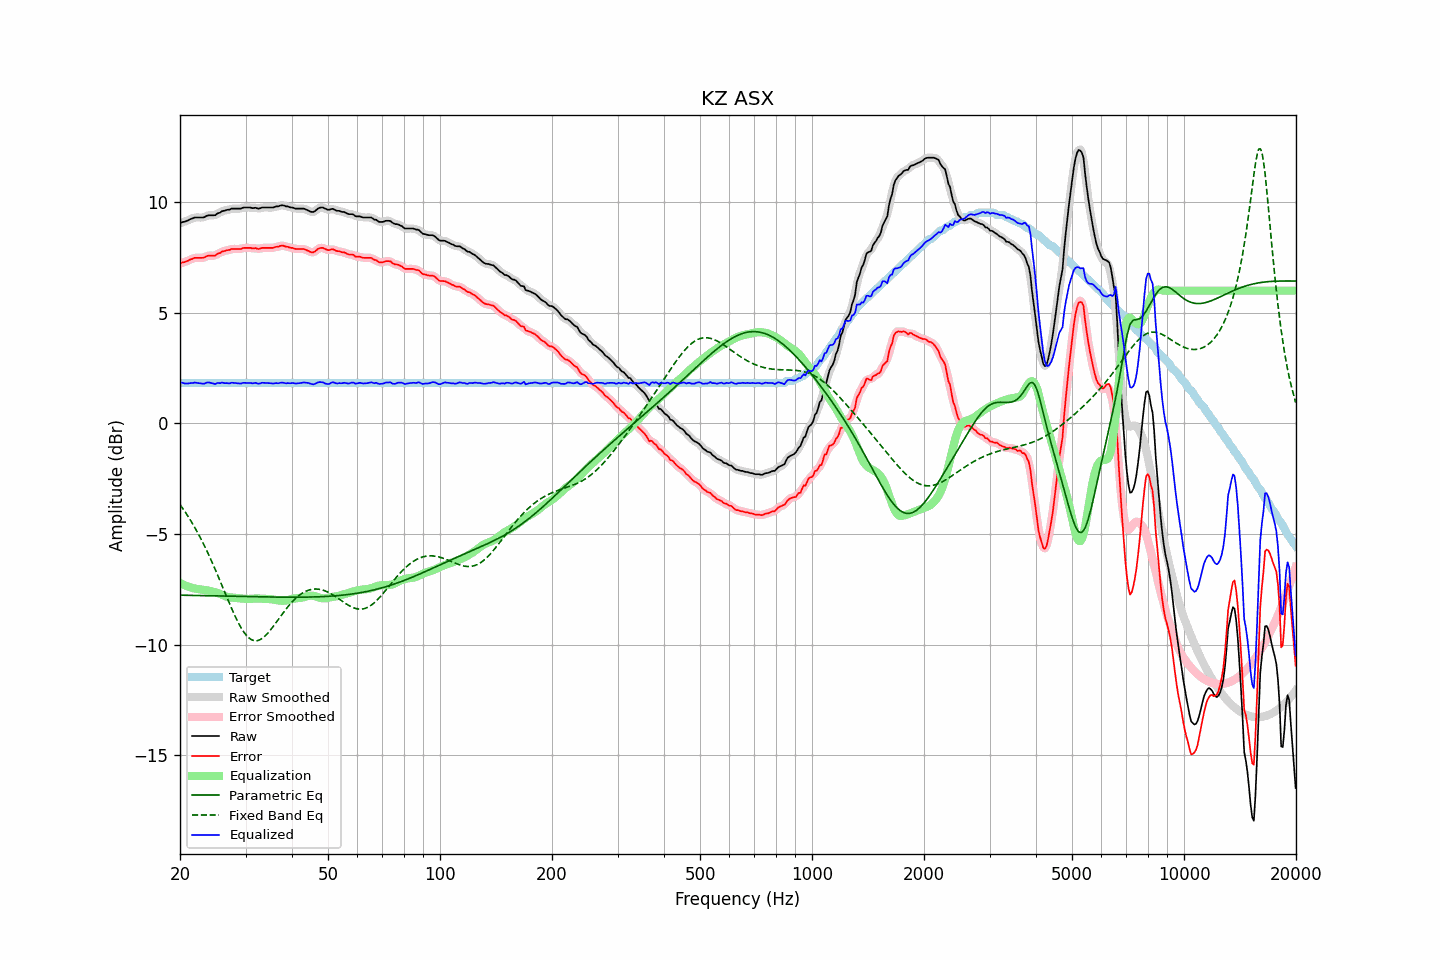 KZ ASX
Amplitude (dBr)
10
5
0
−5
−10
−15
Target
Raw Smoothed
Error Smoothed
Raw
Error
Equalization
Parametric Eq
Fixed Band Eq
Equalized
20 50 100 200 500 1000 2000 5000 10000 20000
Frequency (Hz)